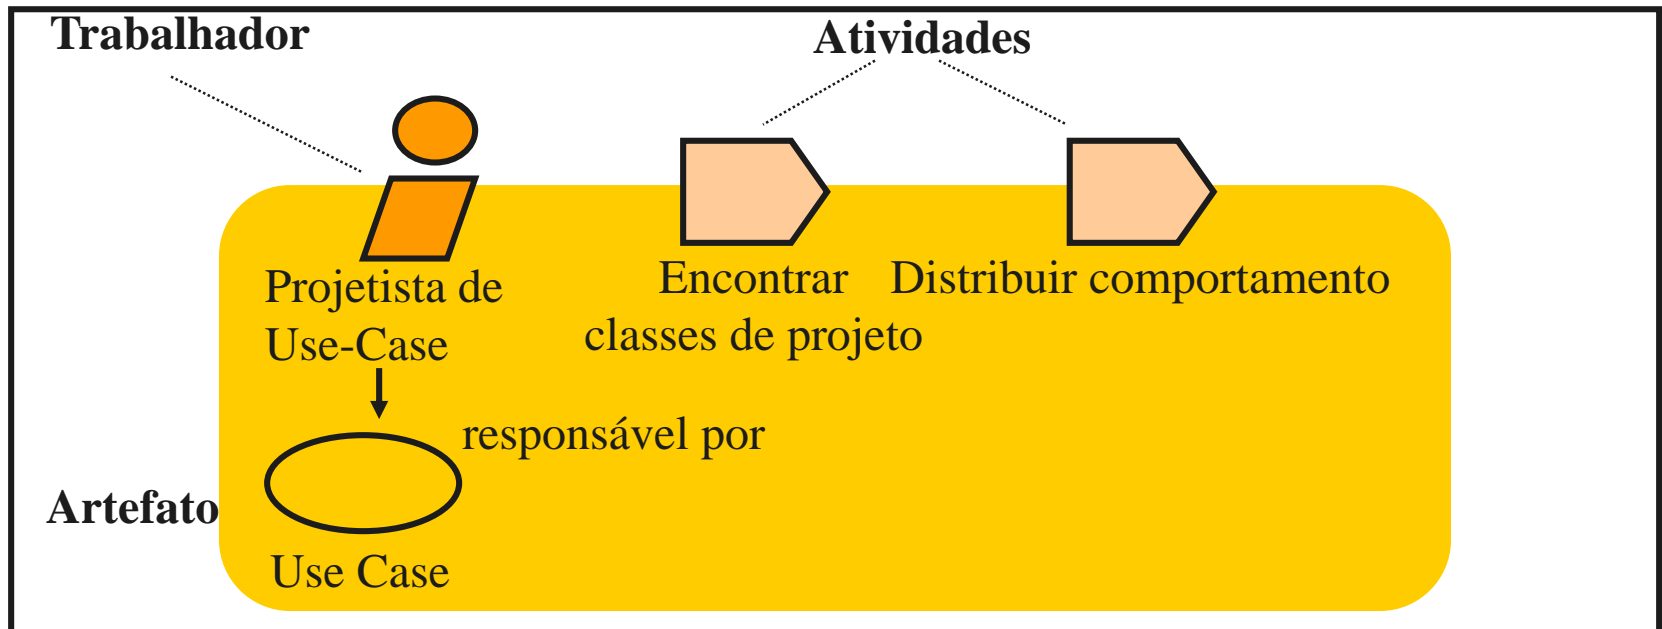 Trabalhador
Atividades
Projetista de
Use-Case
Encontrar
classes de projeto
Distribuir comportamento
responsável por
Artefato
Use Case